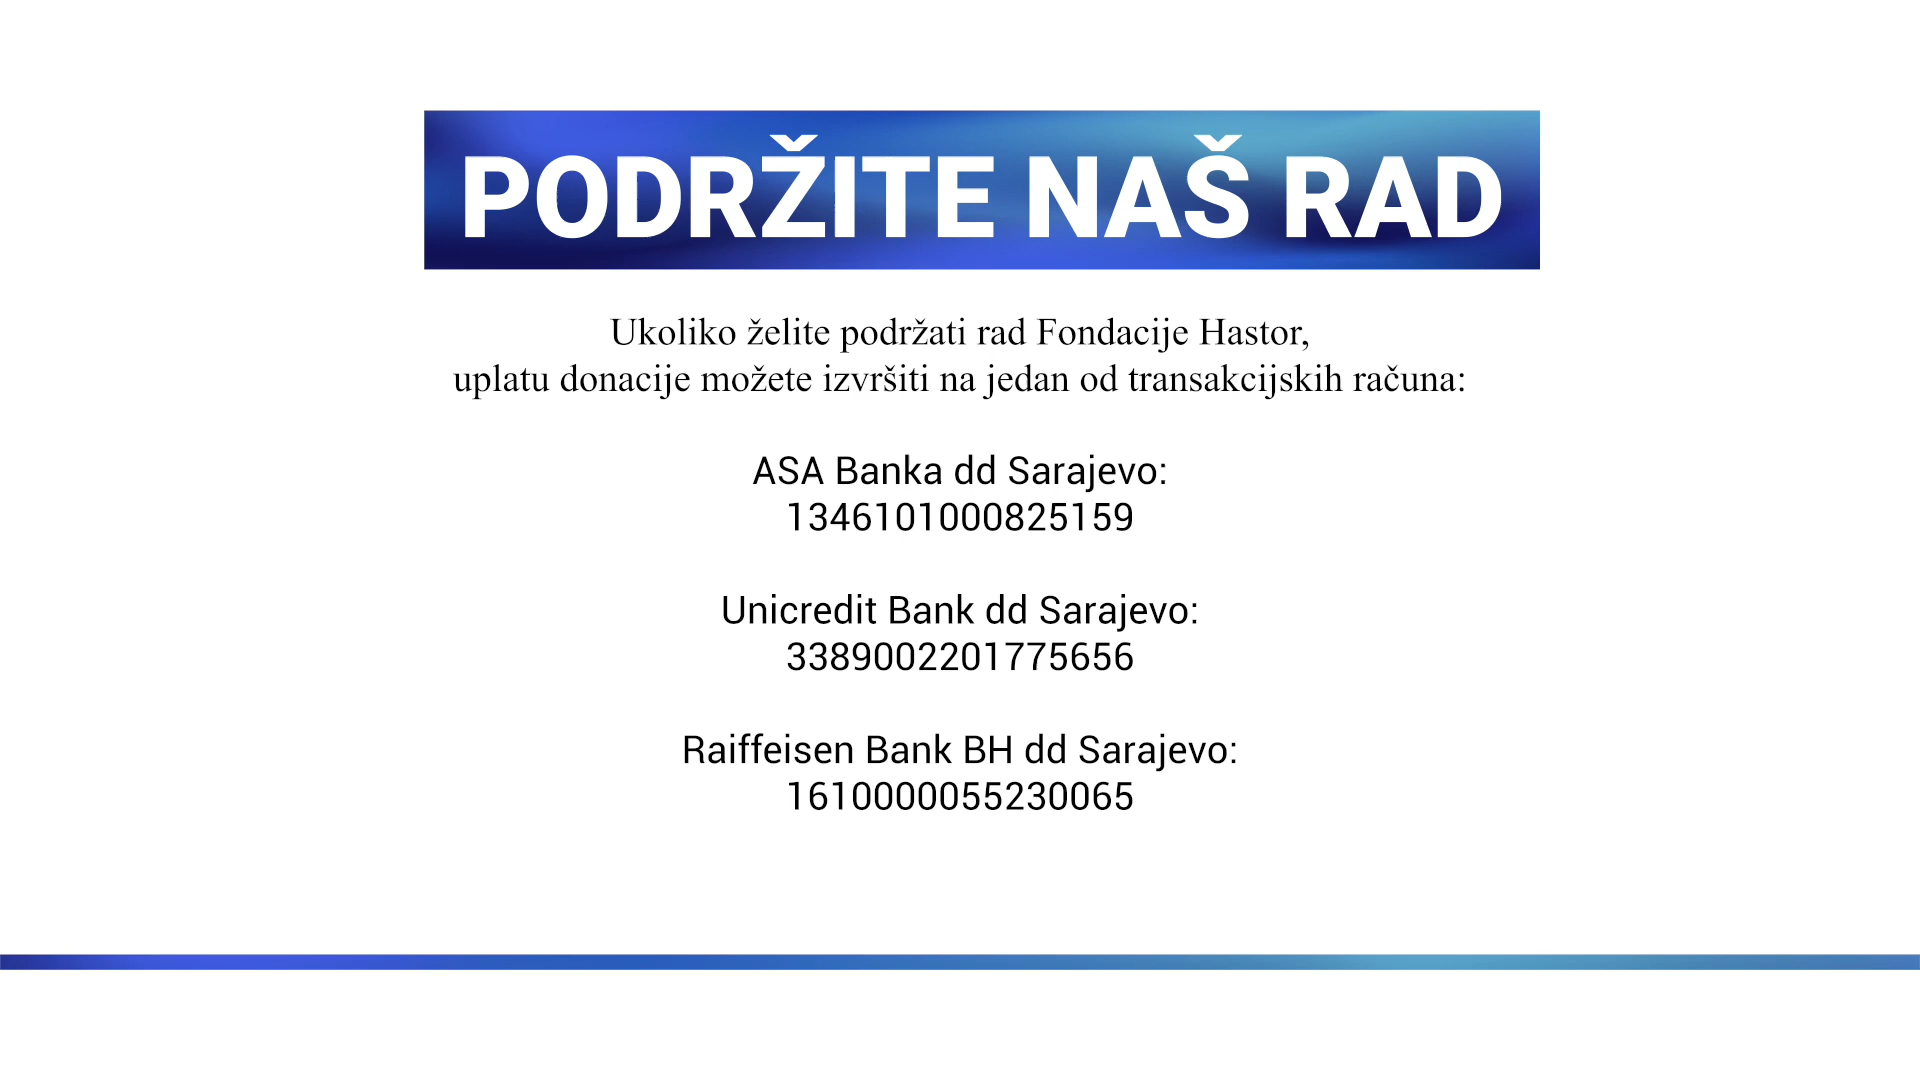 PODRŽITE NAŠ RAD
Ukoliko želite podržati rad Fondacije Hastor,
uplatu donacije možete izvršiti na jedan od transakcijskih računa:
ASA Banka dd Sarajevo:
1346101000825159
Unicredit Bank dd Sarajevo:
3389002201775656
Raiffeisen Bank BH dd Sarajevo:
1610000055230065